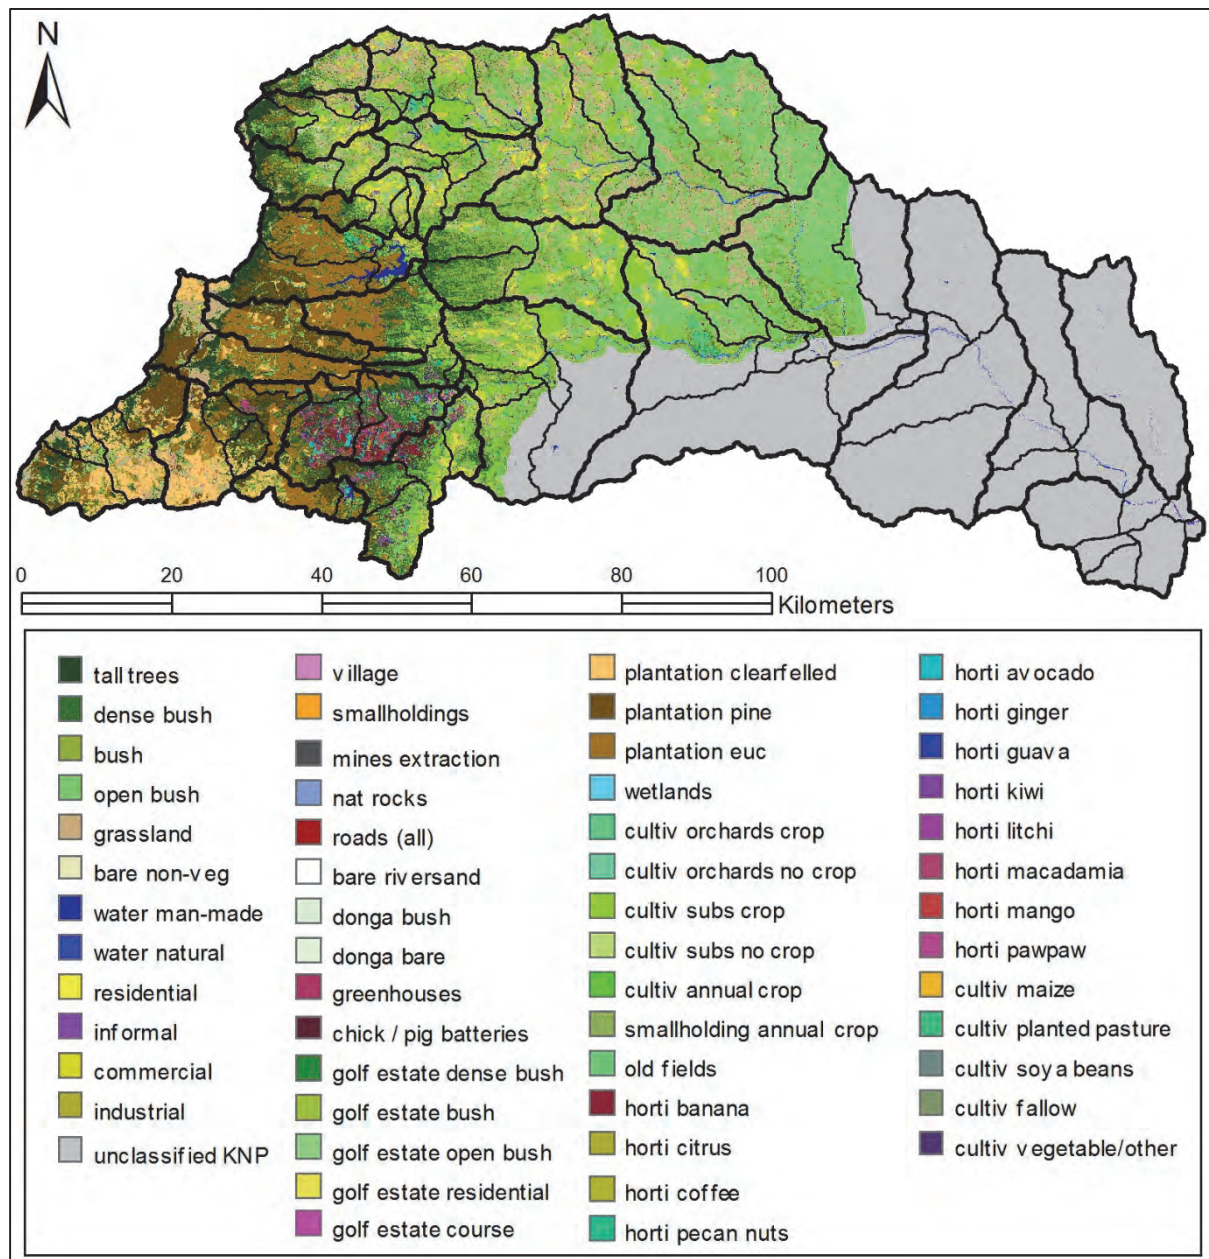 N
0 20 40 60 80 100
Kilometers
tall trees
dense bush
bush
open bush
grassland
bare non-veg
water man-made
water natural
residential
informal
commercial
industrial
unclassified KNP
village
smallholdings
mines extraction
nat rocks
roads (all)
bare riversand
donga bush
donga bare
greenhouses
chick / pig batteries
golf estate dense bush
golf estate bush
golf estate open bush
golf estate residential
golf estate course
plantation clearfelled
plantation pine
plantation euc
wetlands
cultiv orchards crop
cultiv orchards no crop
cultiv subs crop
cultiv subs no crop
cultiv annual crop
smallholding annual crop
old fields
horti banana
horti citrus
horti coffee
horti pecan nuts
horti avocado
horti ginger
horti guava
horti kiwi
horti litchi
horti macadamia
horti mango
horti pawpaw
cultiv maize
cultiv planted pasture
cultiv soya beans
cultiv fallow
cultiv vegetable/other